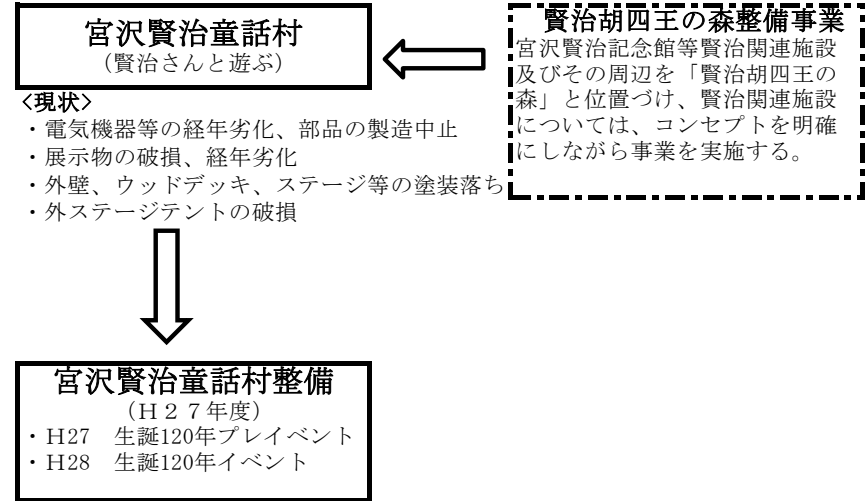 宮沢賢治童話村
（賢治さんと遊ぶ）
<現状>
・電気機器等の経年劣化、部品の製造中止
・展示物の破損、経年劣化
・外壁、ウッドデッキ、ステージ等の塗装落ち
・外ステージテントの破損
賢治胡四王の森整備事業
宮沢賢治記念館等賢治関連施設
及びその周辺を「賢治胡四王の
森」と位置づけ、賢治関連施設
については、コンセプトを明確
にしながら事業を実施する。
宮沢賢治童話村整備
（Ｈ２７年度）
・H27　生誕120年プレイベント
・H28　生誕120年イベント